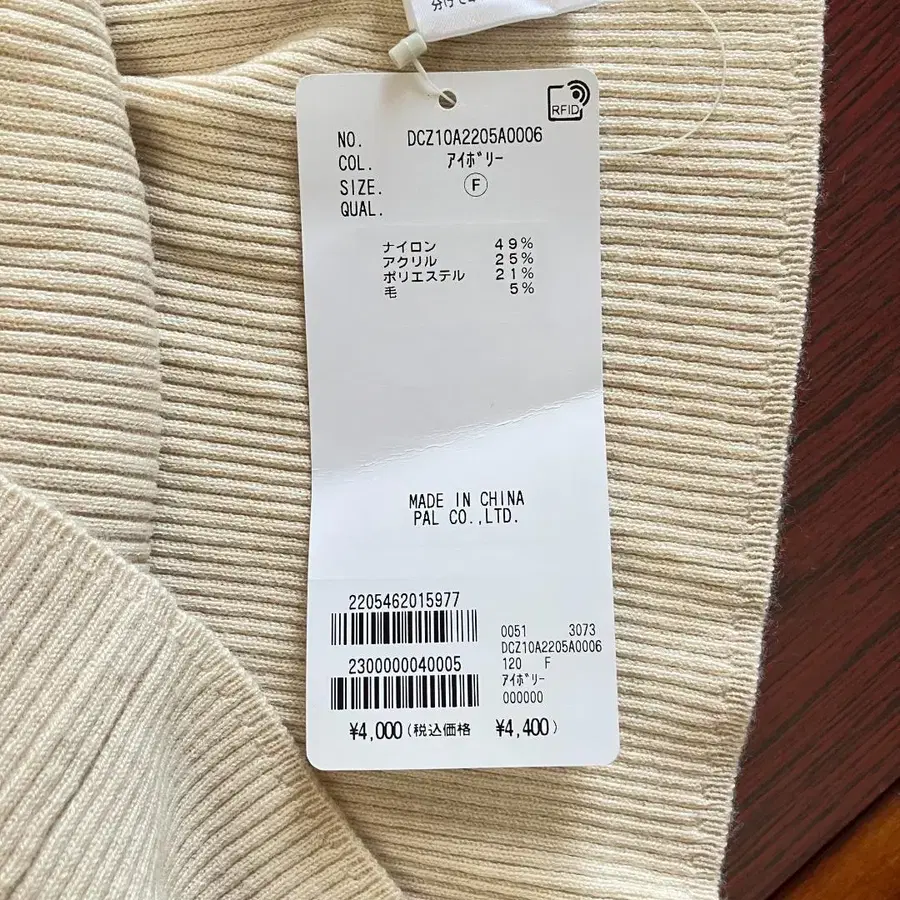 RFID
NO. DCZ10A2205A0006
COL. ｱｲﾎﾞﾘｰ
SIZE. Ⓕ
QUAL.
ナイロン 49%
アクリル 25%
ポリエステル 21%
毛 5%
MADE IN CHINA
PAL CO.,LTD.
2205462015977
2300000040005
0051 3073
DCZ10A2205A0006
120 F
ｱｲﾎﾞﾘｰ
000000
¥4,000(税込価格 ¥4,400)